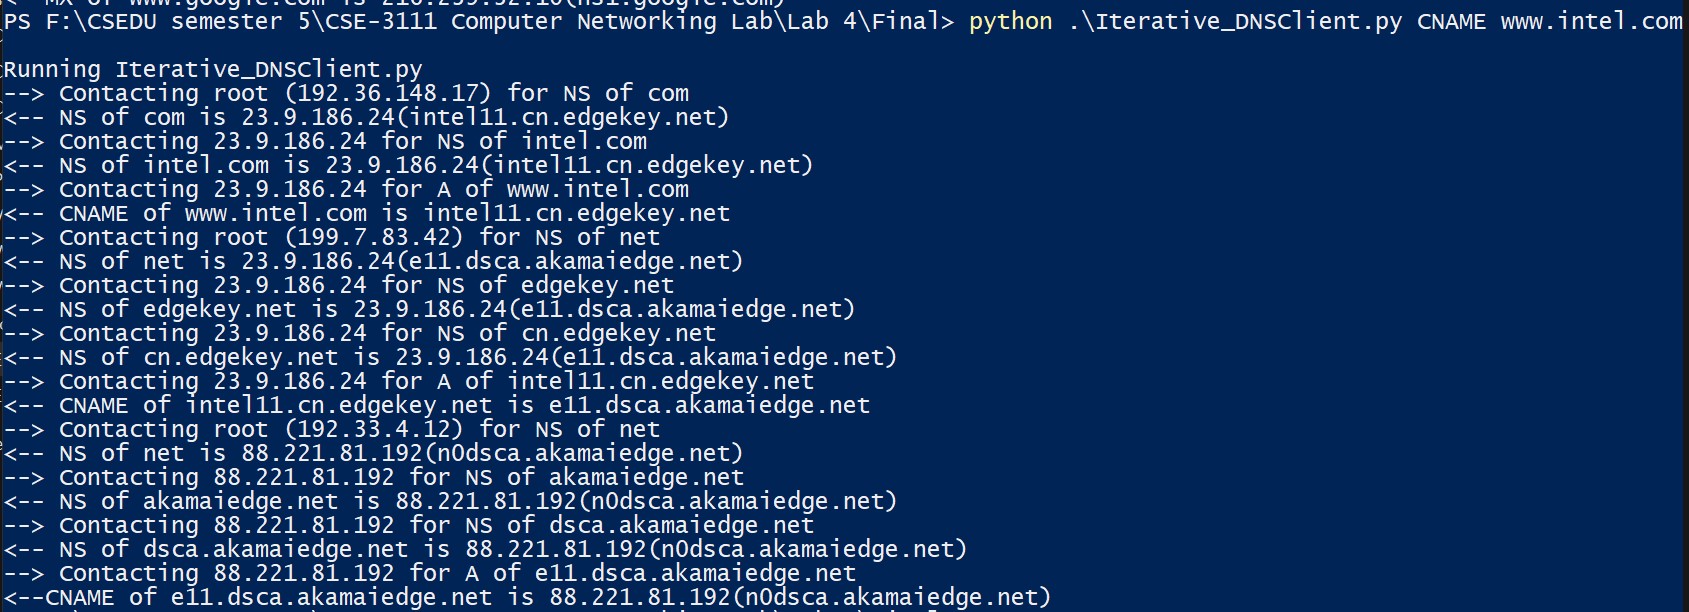 <-- MX of www.google.com is 216.239.32.10(ns1.google.com)
PS F:\CSEDU semester 5\CSE-3111 Computer Networking Lab\Lab 4\Final> python .\Iterative_DNSClient.py CNAME www.intel.com
Running Iterative_DNSClient.py
--> Contacting root (192.36.148.17) for NS of com
<-- NS of com is 23.9.186.24(intel11.cn.edgekey.net)
--> Contacting 23.9.186.24 for NS of intel.com
<-- NS of intel.com is 23.9.186.24(intel11.cn.edgekey.net)
--> Contacting 23.9.186.24 for A of www.intel.com
<-- CNAME of www.intel.com is intel11.cn.edgekey.net
--> Contacting root (199.7.83.42) for NS of net
<-- NS of net is 23.9.186.24(e11.dsca.akamaiedge.net)
--> Contacting 23.9.186.24 for NS of edgekey.net
<-- NS of edgekey.net is 23.9.186.24(e11.dsca.akamaiedge.net)
--> Contacting 23.9.186.24 for NS of cn.edgekey.net
<-- NS of cn.edgekey.net is 23.9.186.24(e11.dsca.akamaiedge.net)
--> Contacting 23.9.186.24 for A of intel11.cn.edgekey.net
<-- CNAME of intel11.cn.edgekey.net is e11.dsca.akamaiedge.net
--> Contacting root (192.33.4.12) for NS of net
<-- NS of net is 88.221.81.192(n0dsca.akamaiedge.net)
--> Contacting 88.221.81.192 for NS of akamaiedge.net
<-- NS of akamaiedge.net is 88.221.81.192(n0dsca.akamaiedge.net)
--> Contacting 88.221.81.192 for NS of dsca.akamaiedge.net
<-- NS of dsca.akamaiedge.net is 88.221.81.192(n0dsca.akamaiedge.net)
--> Contacting 88.221.81.192 for A of e11.dsca.akamaiedge.net
<--CNAME of e11.dsca.akamaiedge.net is 88.221.81.192(n0dsca.akamaiedge.net)